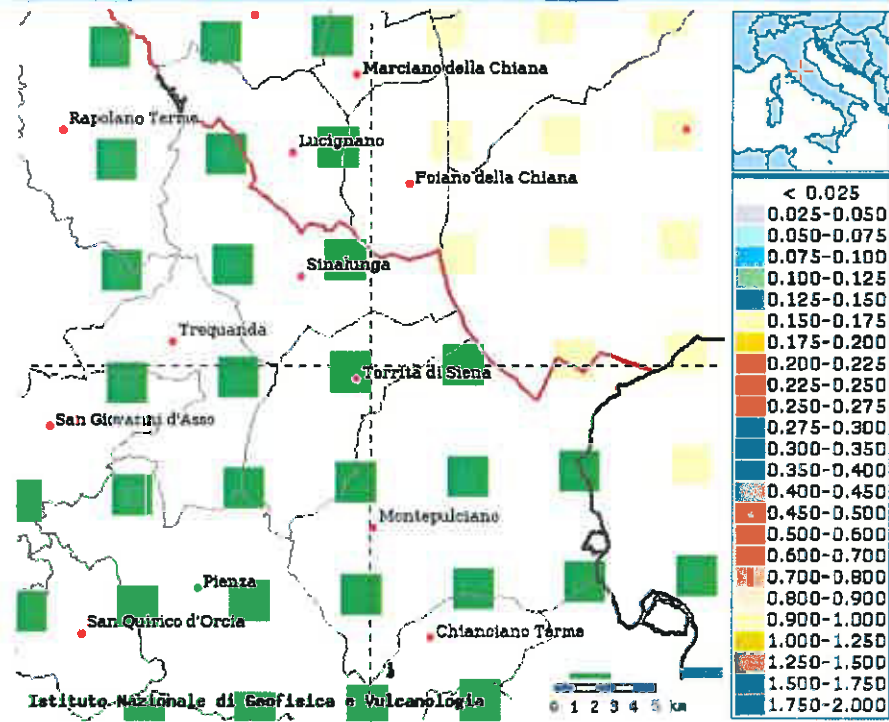 Marciano della Chiana
Rapolano Terme
Lucignano
Foiano della Chiana
Sinalunga
Trequanda
Torrita di Siena
San Giovanni d'Asso
Montepulciano
Pienza
San Quirico d'Orcia
Chianciano Terme
Istituto Nazionale di Geofisica e Vulcanologia
0 1 2 3 4 5 km
< 0.025
0.025-0.050
0.050-0.075
0.075-0.100
0.100-0.125
0.125-0.150
0.150-0.175
0.175-0.200
0.200-0.225
0.225-0.250
0.250-0.275
0.275-0.300
0.300-0.350
0.350-0.400
0.400-0.450
0.450-0.500
0.500-0.600
0.600-0.700
0.700-0.800
0.800-0.900
0.900-1.000
1.000-1.250
1.250-1.500
1.500-1.750
1.750-2.000